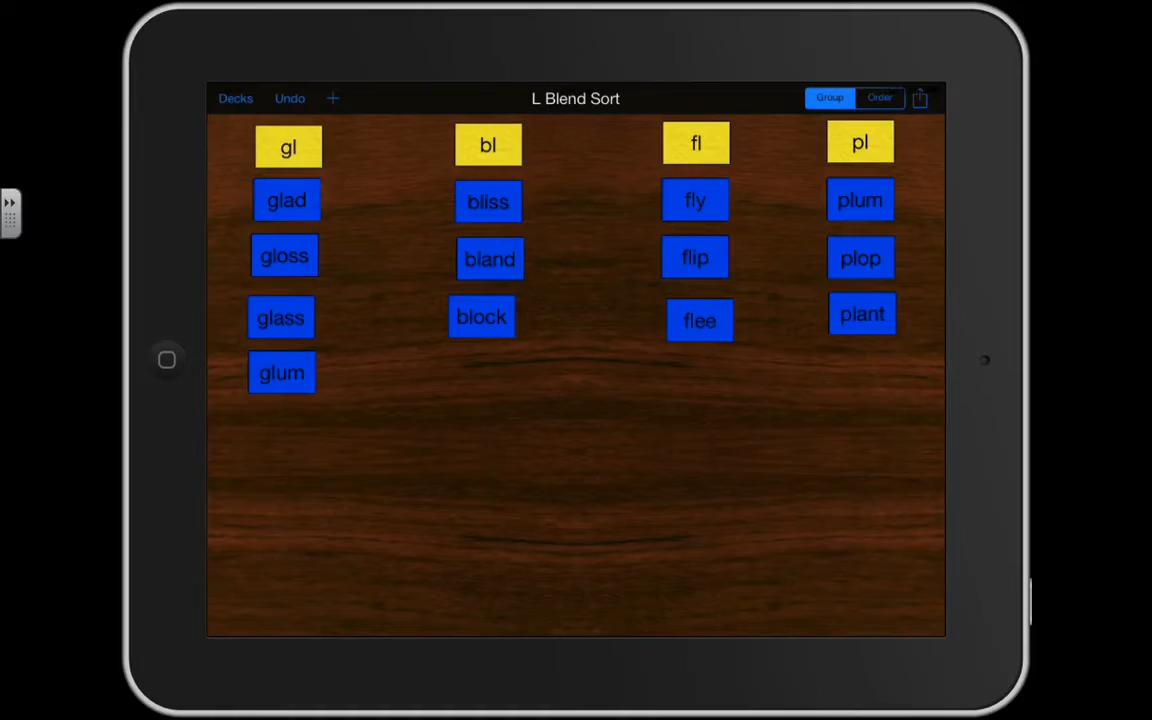 Decks Undo + L Blend Sort Group Order
gl bl fl pl
glad bliss fly plum
gloss bland flip plop
glass block flee plant
glum